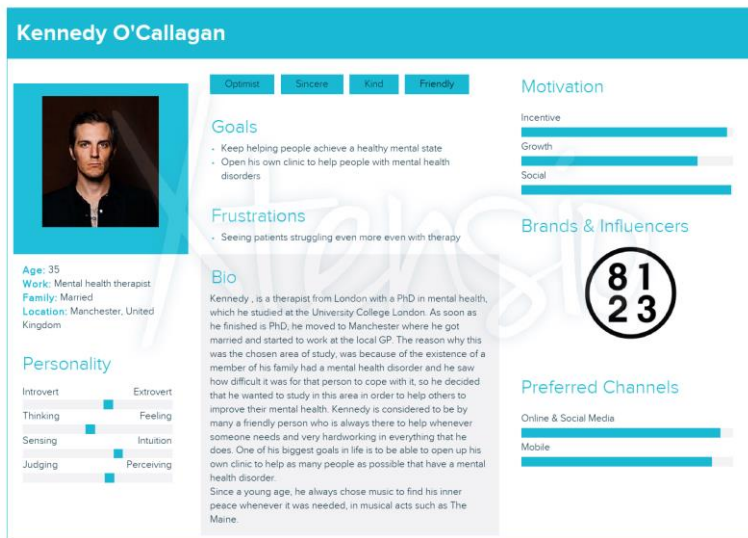 Kennedy O'Callagan
Optimist
Sincere
Kind
Friendly
Age: 35
Work: Mental health therapist
Family: Married
Location: Manchester, United
Kingdom
Personality
Introvert Extrovert
Thinking Feeling
Sensing Intuition
Judging Perceiving
Goals
- Keep helping people achieve a healthy mental state
- Open his own clinic to help people with mental health
disorders
Frustrations
- Seeing patients struggling even more even with therapy
Bio
Kennedy , is a therapist from London with a PhD in mental health,
which he studied at the University College London. As soon as
he finished is PhD, he moved to Manchester where he got
married and started to work at the local GP. The reason why this
was the chosen area of study, was because of the existence of a
member of his family had a mental health disorder and he saw
how difficult it was for that person to cope with it, so he decided
that he wanted to study in this area in order to help others to
improve their mental health. Kennedy is considered to be by
many a friendly person who is always there to help whenever
someone needs and very hardworking in everything that he
does. One of his biggest goals in life is to be able to open up his
own clinic to help as many people as possible that have a mental
health disorder.
Since a young age, he always chose music to find his inner
peace whenever it was needed, in musical acts such as The
Maine.
Motivation
Incentive
Growth
Social
Brands & Influencers
81
23
Preferred Channels
Online & Social Media
Mobile
Xtensio